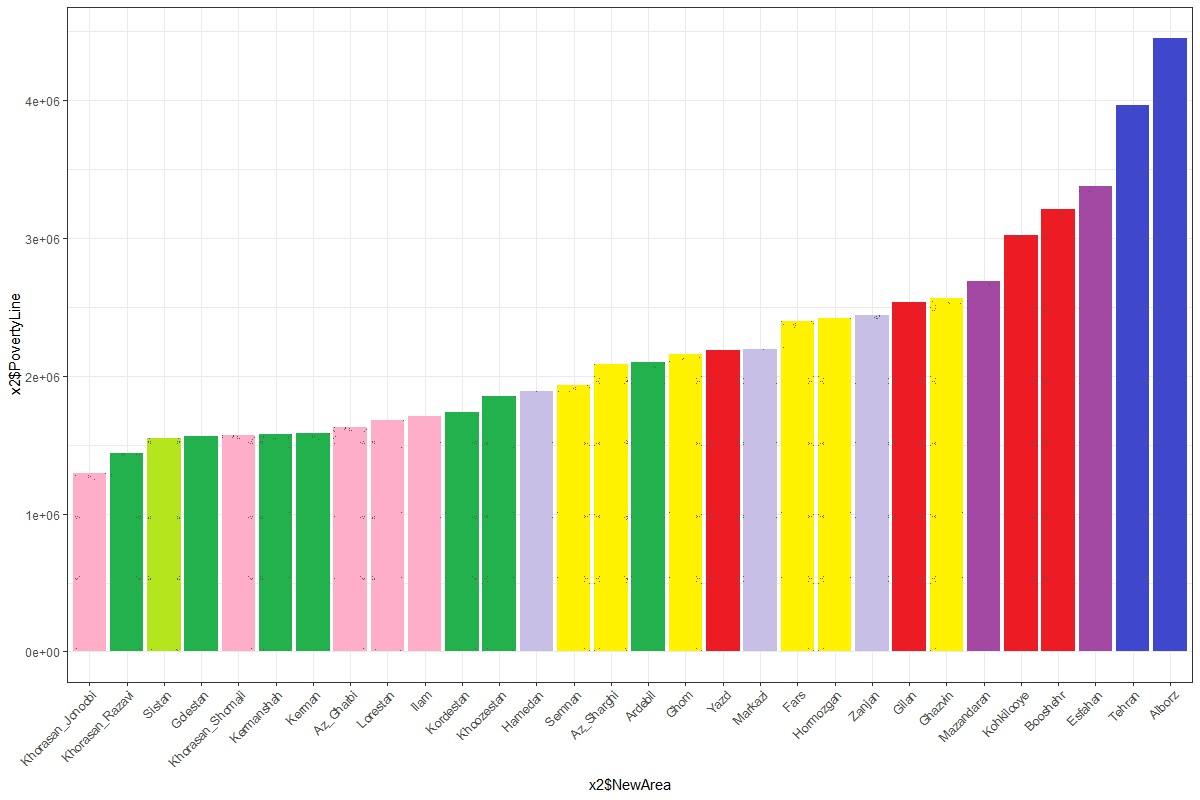 x2$PovertyLine
4e+06
3e+06
2e+06
1e+06
0e+00
Khorasan_Jonoobi
Khorasan_Razavi
Sistan
Golestan
Khorasan_Shomali
Kermanshah
Kerman
Az_Gharbi
Lorestan
Ilam
Kordestan
Khoozestan
Hamedan
Semnan
Az_Sharghi
Ardebil
Ghom
Yazd
Markazi
Fars
Hormozgan
Zanjan
Gilan
Ghazvin
Mazandaran
Kohkilooye
Booshehr
Esfahan
Tehran
Alborz
x2$NewArea